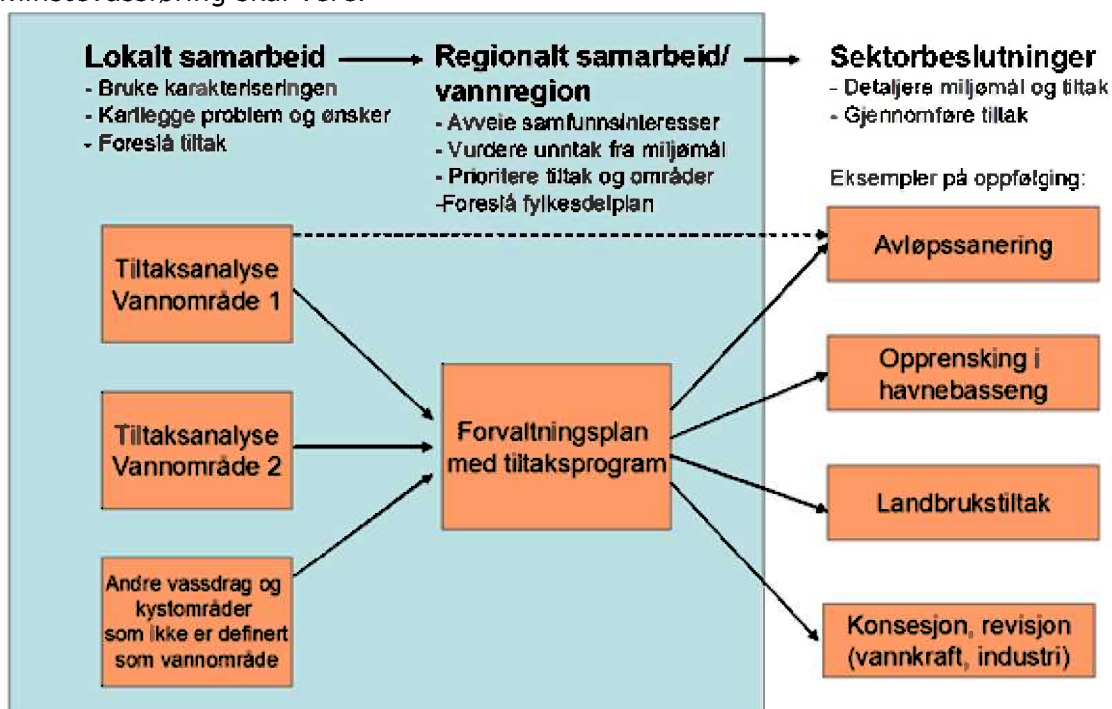 skal vere.
Lokalt samarbeid
- Bruke karakteriseringen
- Kartlegge problem og ønsker
- Foreslå tiltak
Regionalt samarbeid/
vannregion
- Avveie samfunnsinteresser
- Vurdere unntak fra miljømål
- Prioritere tiltak og områder
-Foreslå fylkesdelplan
Sektorbeslutninger
- Detaljere miljømål og tiltak
- Gjennomføre tiltak
Eksempler på oppfølging:
Tiltaksanalyse
Vannområde 1
Tiltaksanalyse
Vannområde 2
Andre vassdrag og
kystområder
som ikke er definert
som vannområde
Forvaltningsplan
med tiltaksprogram
Avløpssanering
Opprensking i
havnebasseng
Landbrukstiltak
Konsesjon, revisjon
(vannkraft, industri)